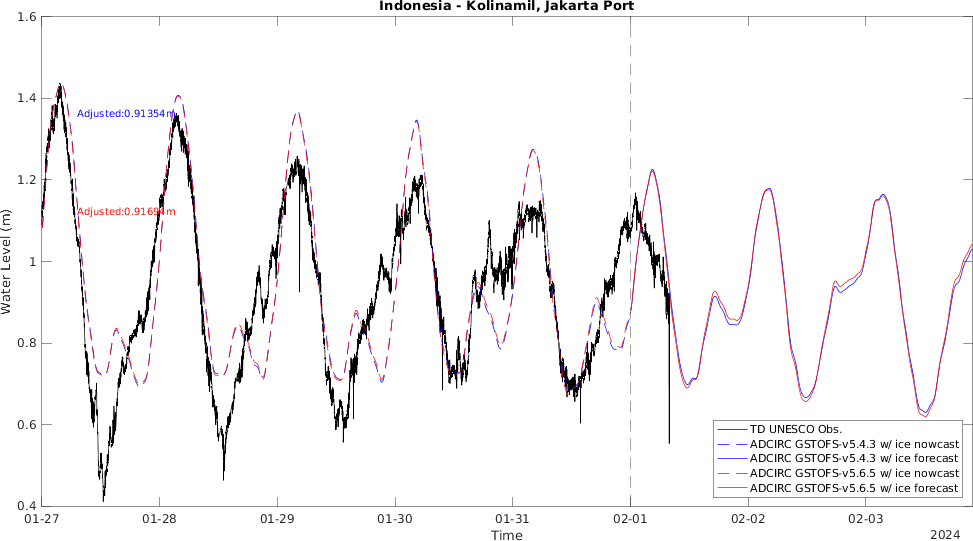 Indonesia - Kolinamil, Jakarta Port
1.6
1.4
1.2
1
0.8
0.6
0.4
Water Level (m)
Adjusted:0.91354m
Adjusted:0.91694m
TD UNESCO Obs.
ADCIRC GSTOFS-v5.4.3 w/ ice nowcast
ADCIRC GSTOFS-v5.4.3 w/ ice forecast
ADCIRC GSTOFS-v5.6.5 w/ ice nowcast
ADCIRC GSTOFS-v5.6.5 w/ ice forecast
01-27 01-28 01-29 01-30 01-31 02-01 02-02 02-03
Time
2024